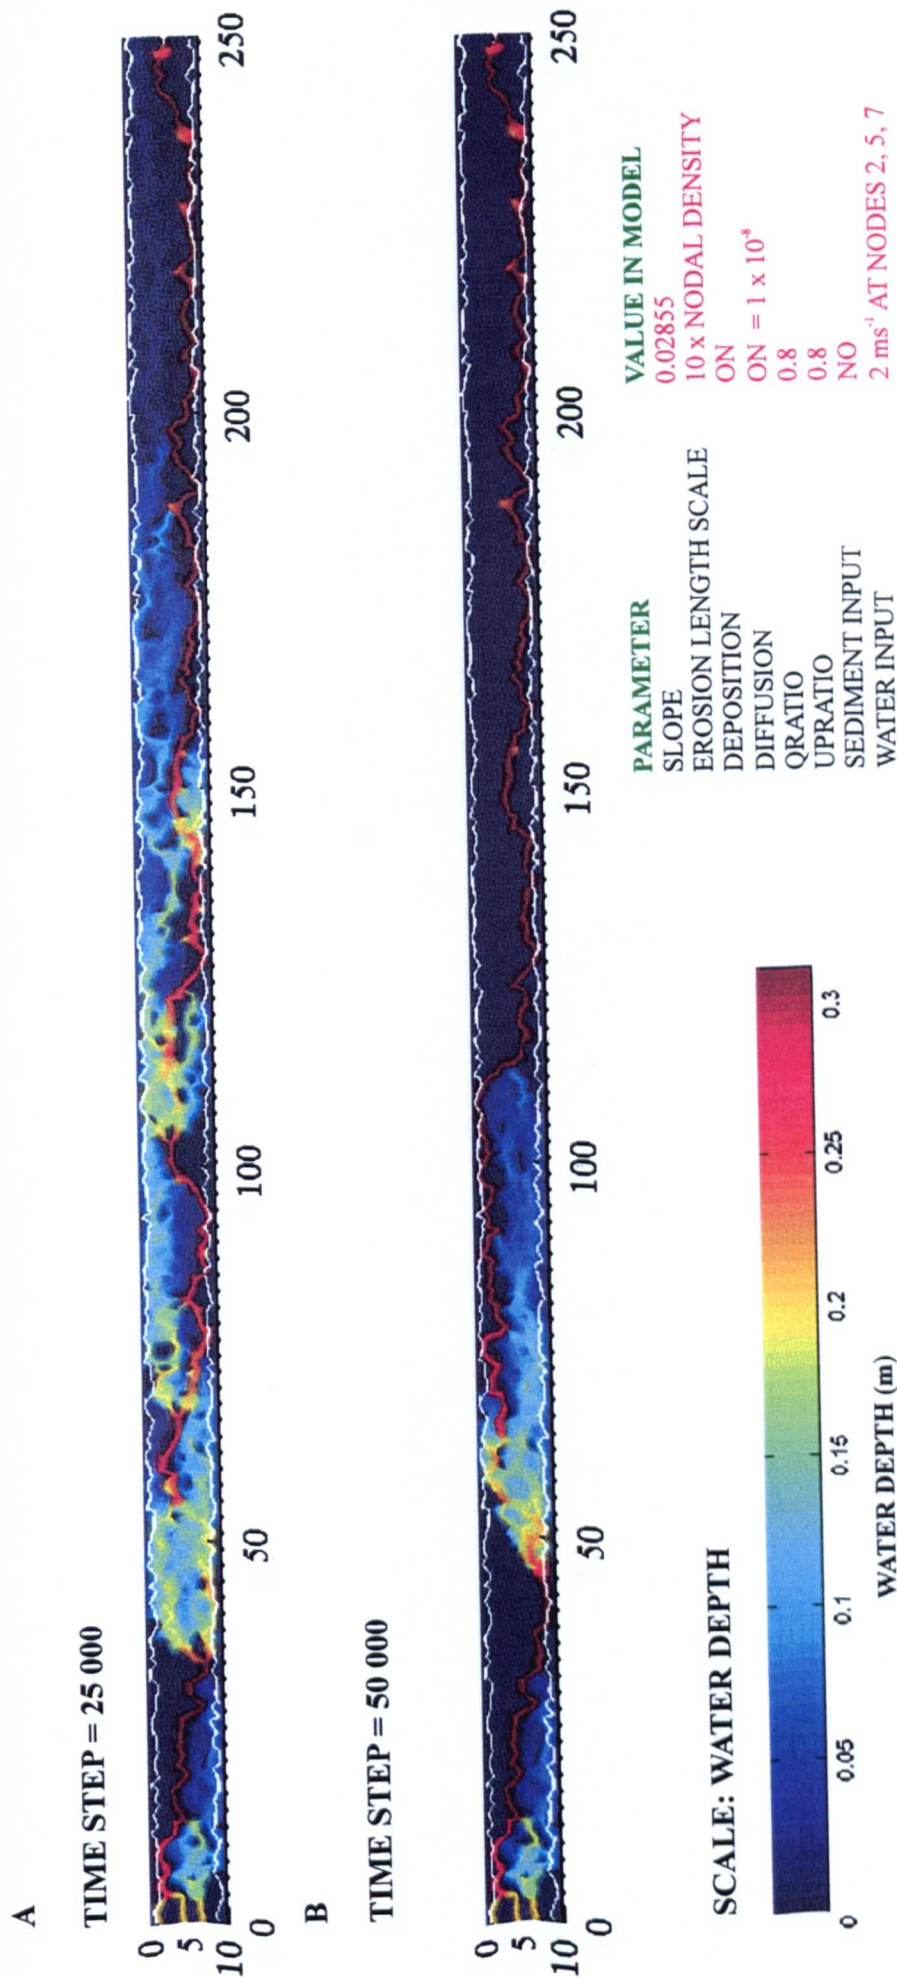 A
TIME STEP = 25 000
0
5
10
0
50
100
150
200
250
B
TIME STEP = 50 000
0
5
10
0
50
100
150
200
250
SCALE: WATER DEPTH
0
0.05
0.1
0.15
0.2
0.25
0.3
WATER DEPTH (m)
PARAMETER VALUE IN MODEL
SLOPE 0.02855
EROSION LENGTH SCALE 10 x NODAL DENSITY
DEPOSITION ON
DIFFUSION ON = 1 x 10⁻⁸
QRATIO 0.8
UPRATIO 0.8
SEDIMENT INPUT NO
WATER INPUT 2 ms⁻¹ AT NODES 2, 5, 7